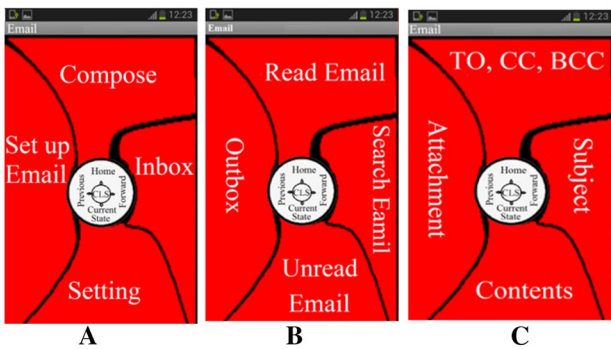 12:23
Email
Compose
Set up
Email
Inbox
Home
Previous
CLS
Forward
Current
State
Setting
A
12:23
Email
Read Email
Outbox
Search Eamil
Home
Previous
CLS
Forward
Current
State
Unread
Email
B
12:23
Email
TO, CC, BCC
Attachment
Subject
Home
Previous
CLS
Forward
Current
State
Contents
C